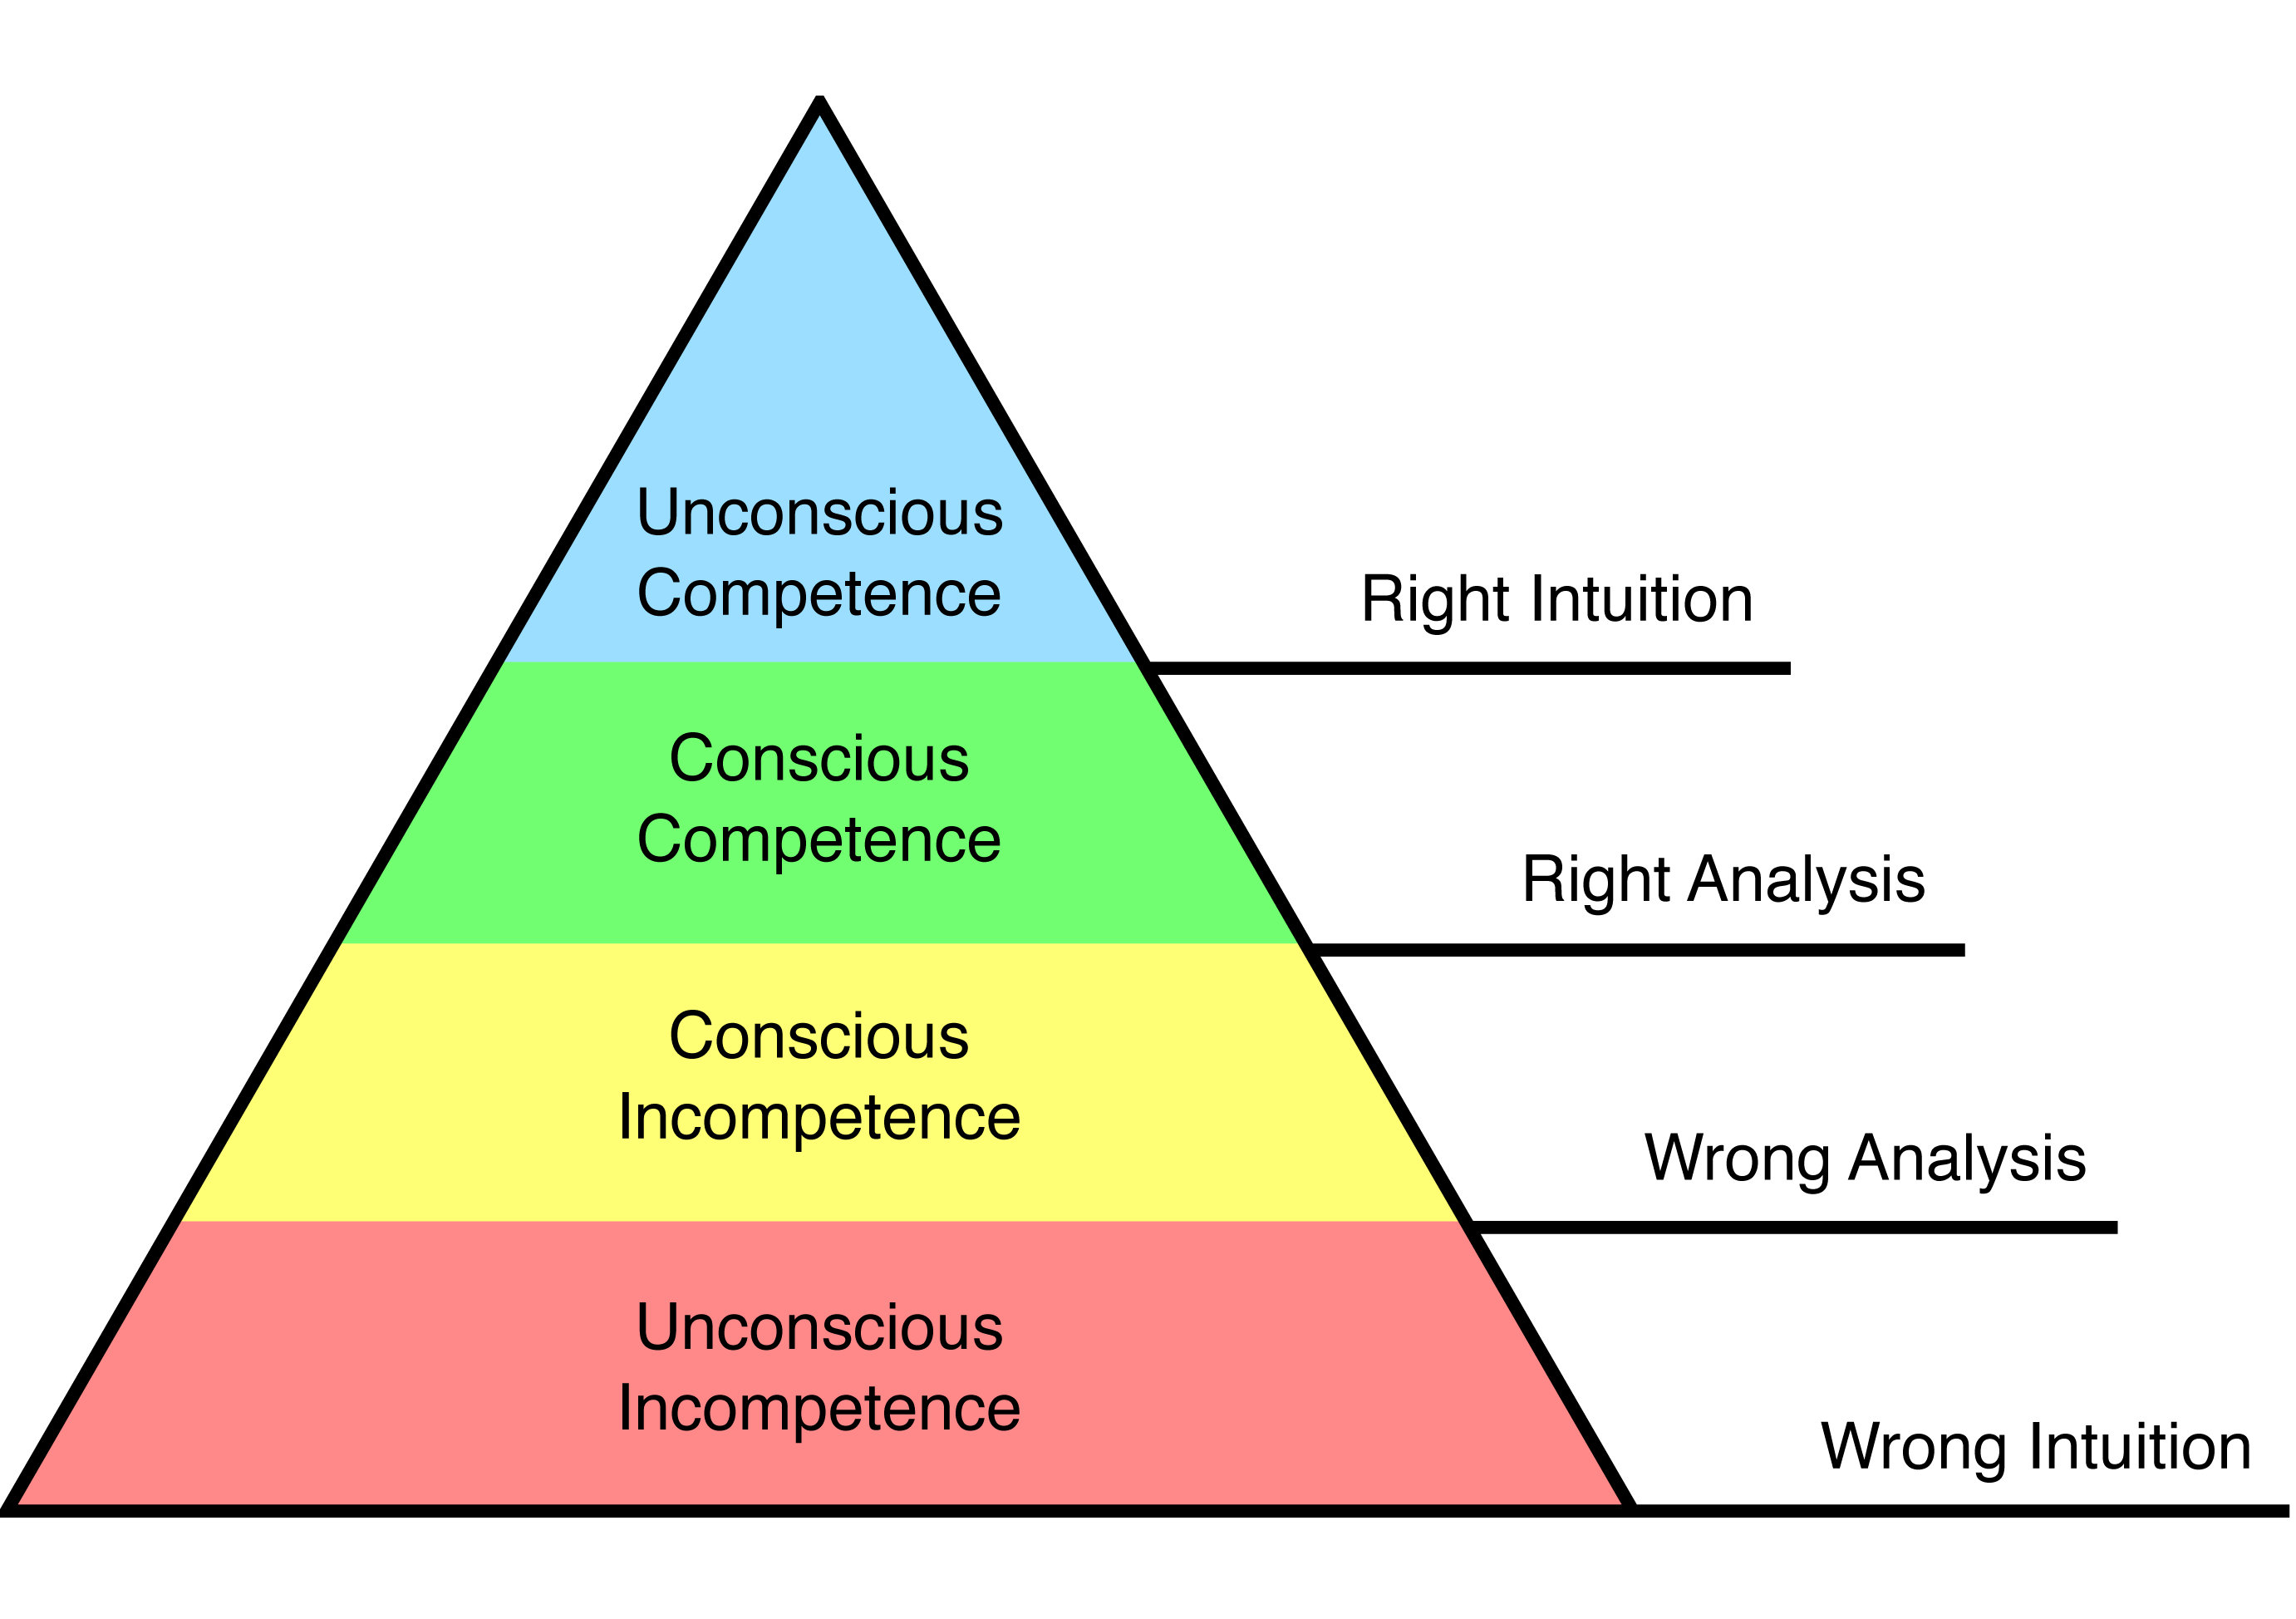 Unconscious
Competence
Right Intuition
Conscious
Competence
Right Analysis
Conscious
Incompetence
Wrong Analysis
Unconscious
Incompetence
Wrong Intuition